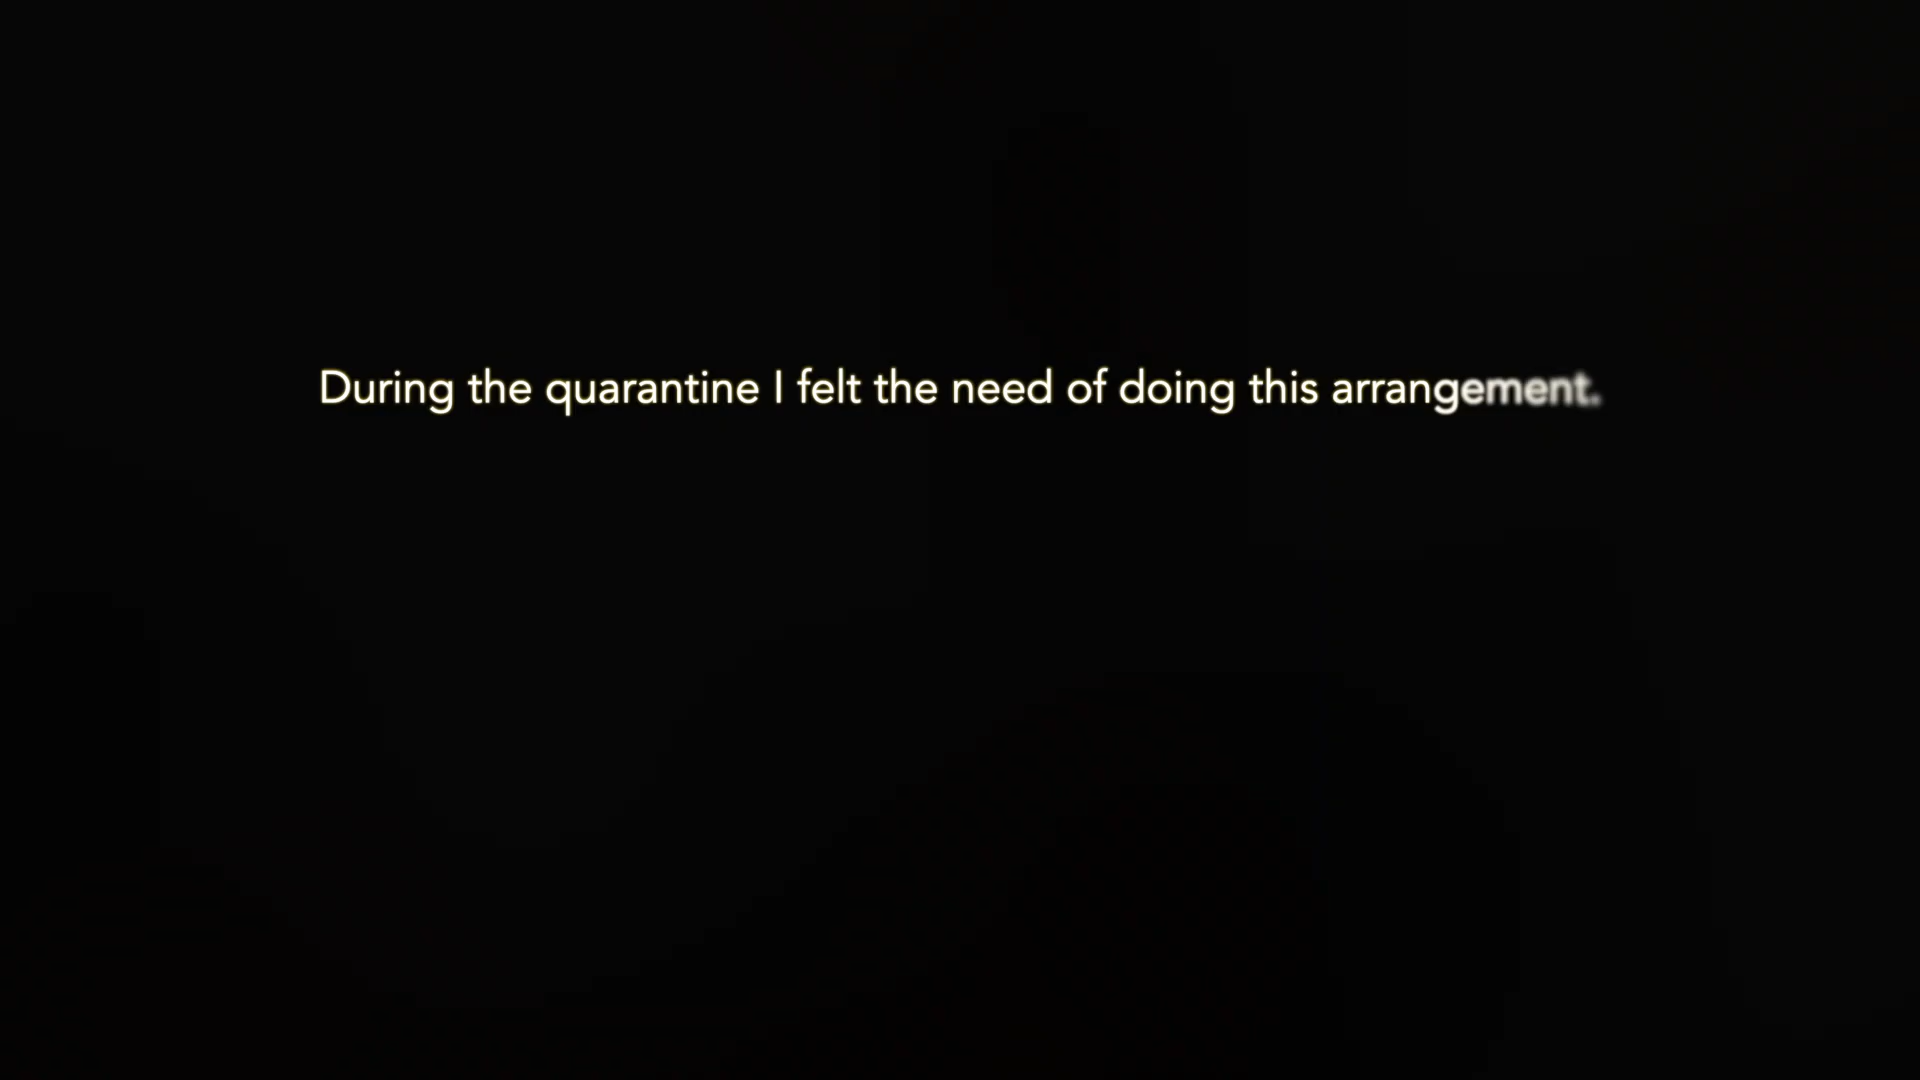 During the quarantine I felt the need of doing this arrangement.